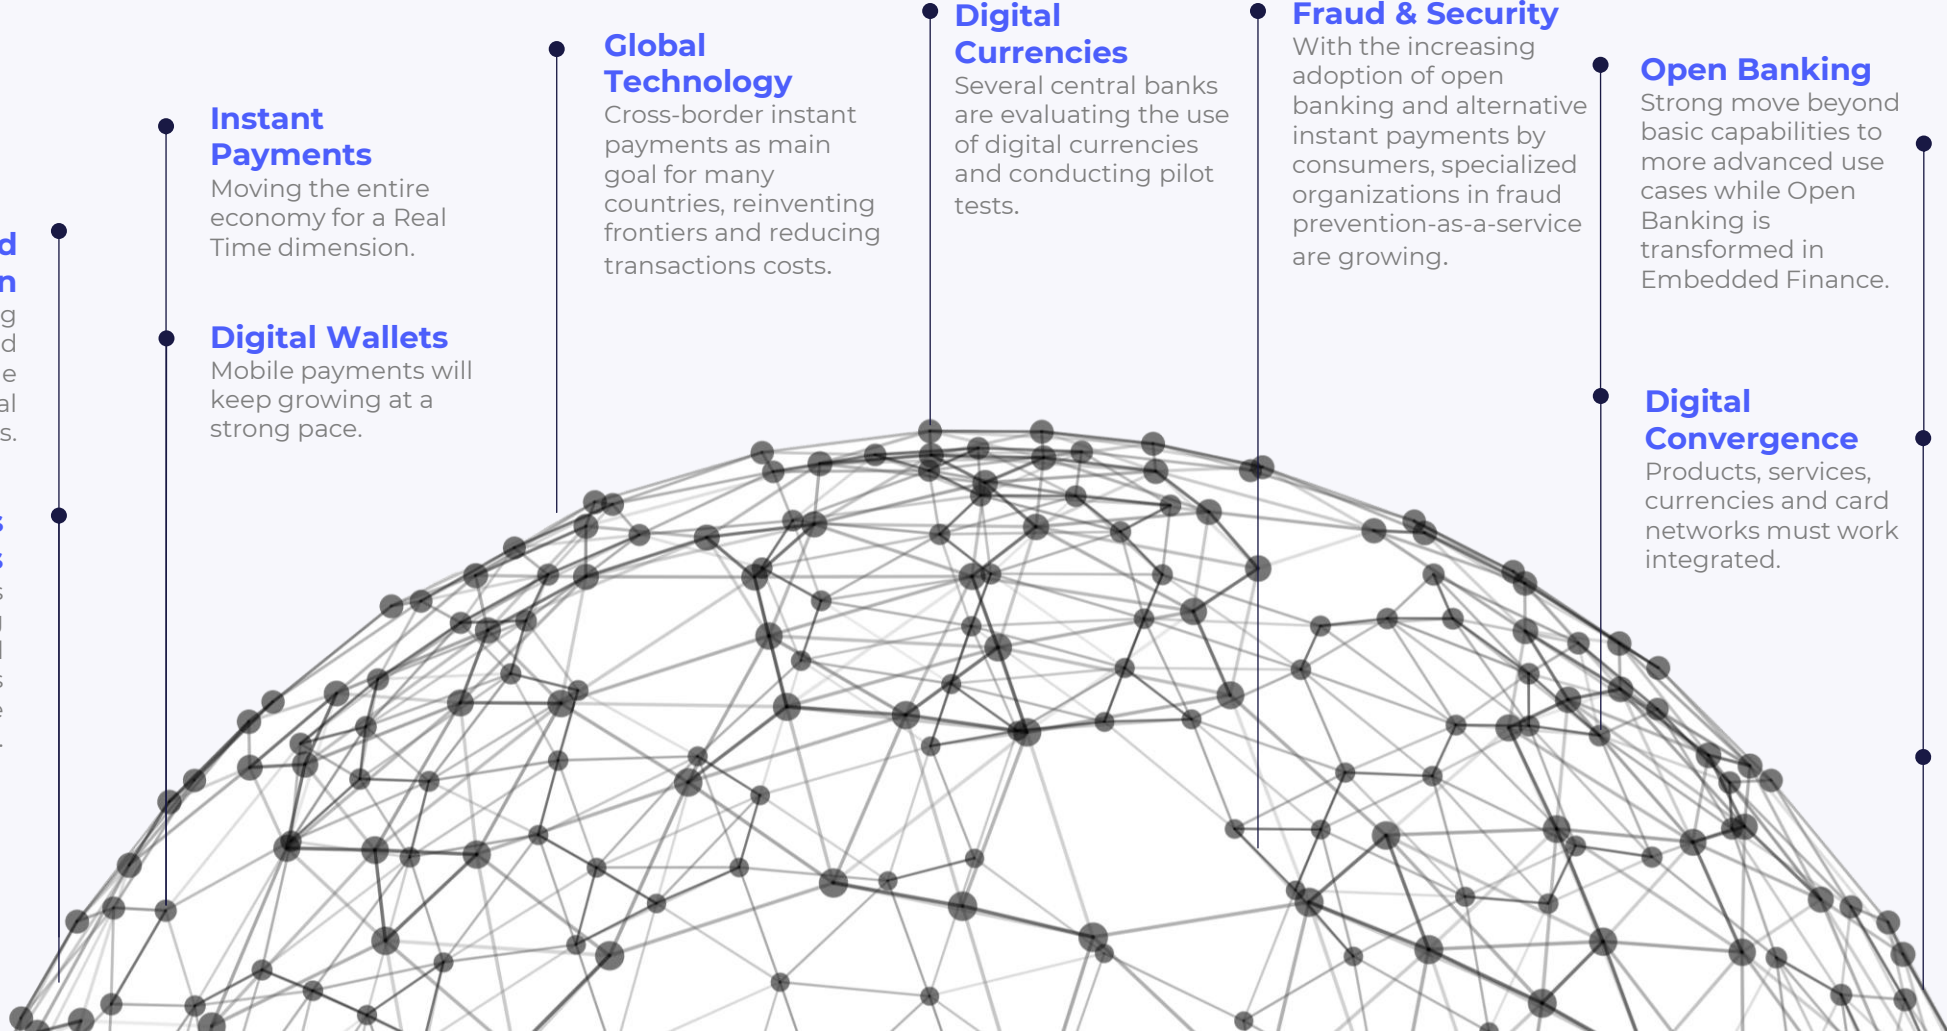 Instant
Payments
Moving the entire
economy for a Real
Time dimension.
Digital Wallets
Mobile payments will
keep growing at a
strong pace.
Global
Technology
Cross-border instant
payments as main
goal for many
countries, reinventing
frontiers and reducing
transactions costs.
Digital
Currencies
Several central banks
are evaluating the use
of digital currencies
and conducting pilot
tests.
Fraud & Security
With the increasing
adoption of open
banking and alternative
instant payments by
consumers, specialized
organizations in fraud
prevention-as-a-service
are growing.
Open Banking
Strong move beyond
basic capabilities to
more advanced use
cases while Open
Banking is
transformed in
Embedded Finance.
Digital
Convergence
Products, services,
currencies and card
networks must work
integrated.